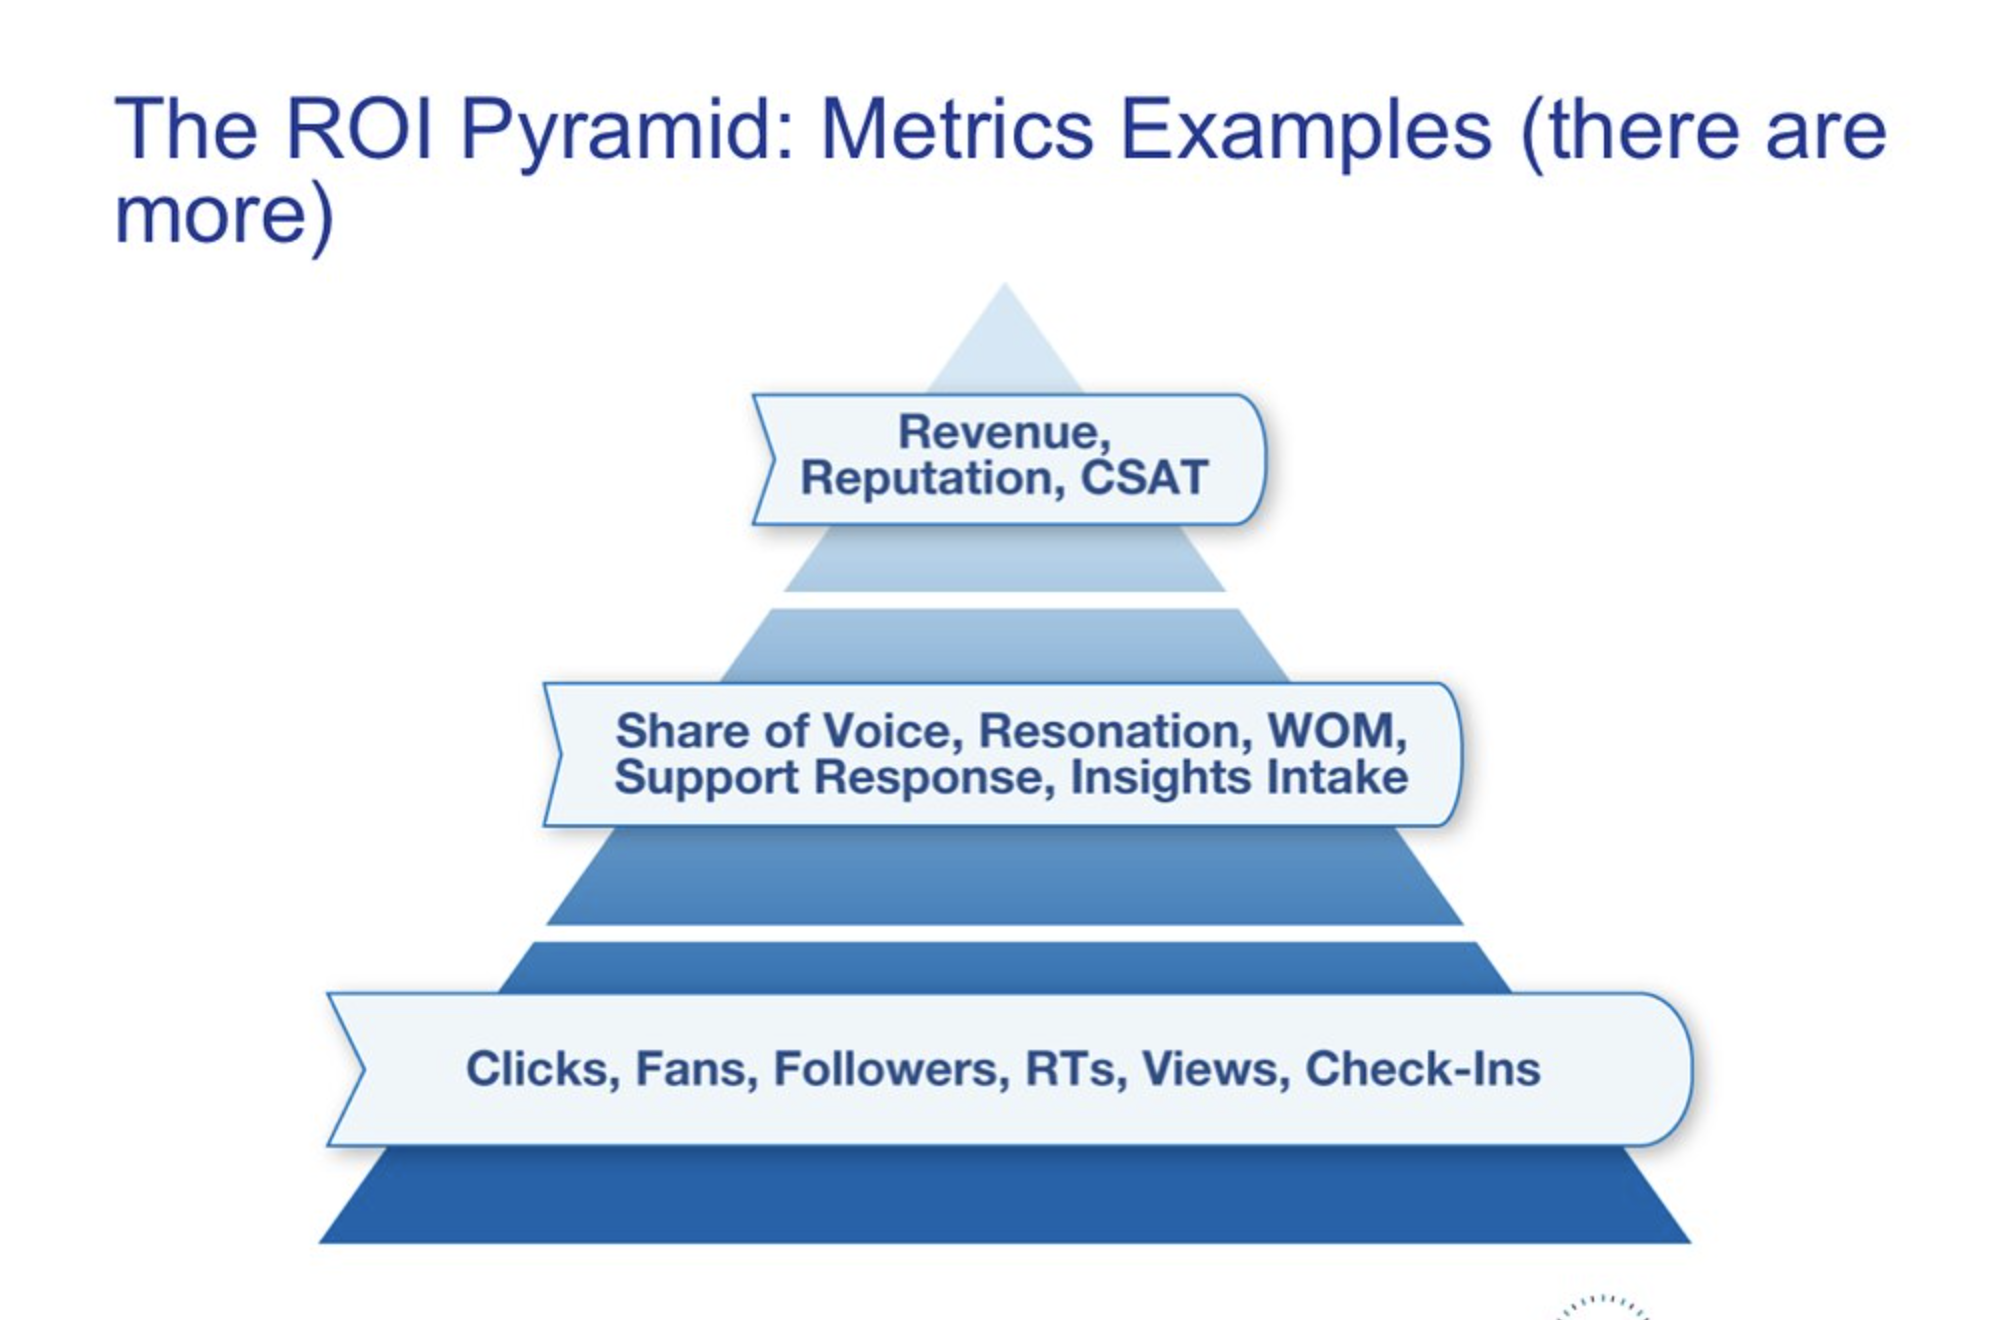 The ROI Pyramid: Metrics Examples (there are
more)
Revenue,
Reputation, CSAT
Share of Voice, Resonation, WOM,
Support Response, Insights Intake
Clicks, Fans, Followers, RTs, Views, Check-Ins